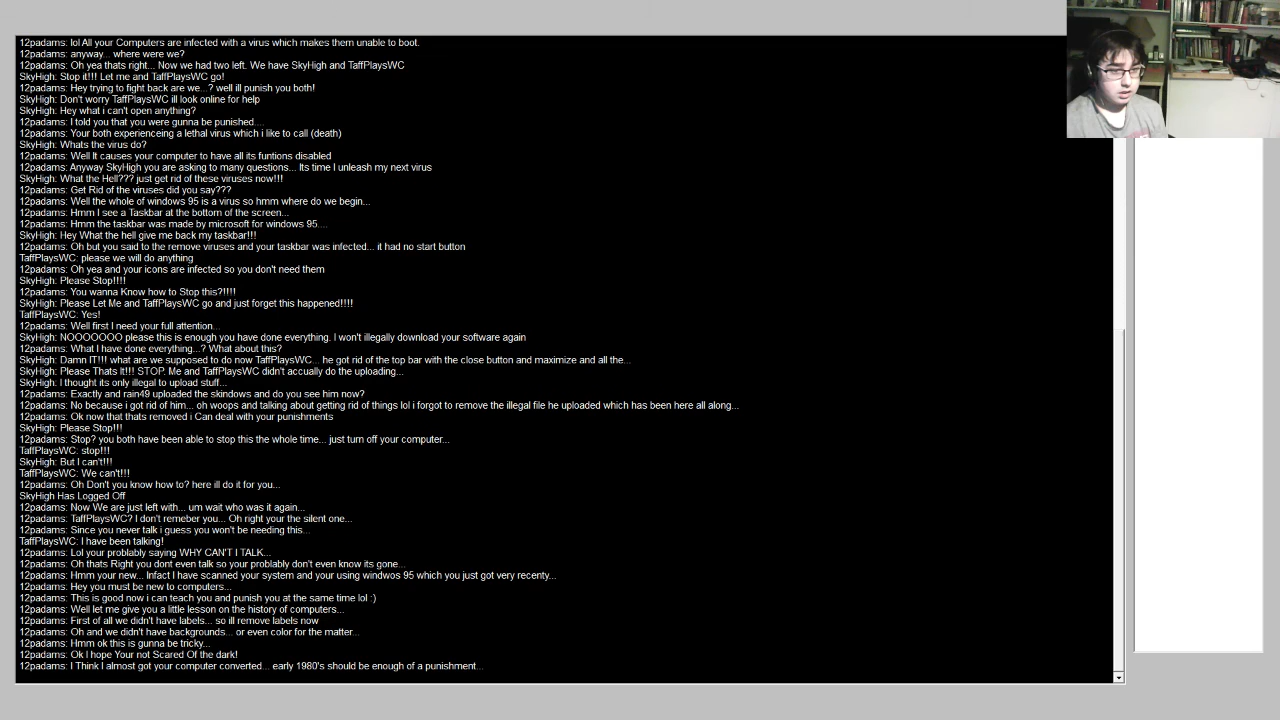 12padams: lol All your Computers are infected with a virus which makes them unable to boot.
12padams: anyway... where were we?
12padams: Oh yea thats right... Now we had two left. We have SkyHigh and TaffPlaysWC
SkyHigh: Stop it!!! Let me and TaffPlaysWC go!
12padams: Hey trying to fight back are we...? well ill punish you both!
SkyHigh: Don't worry TaffPlaysWC ill look online for help
SkyHigh: Hey what i can't open anything?
12padams: I told you that you were gunna be punished....
12padams: Your both experienceing a lethal virus which i like to call (death)
SkyHigh: Whats the virus do?
12padams: Well It causes your computer to have all its funtions disabled
12padams: Anyway SkyHigh you are asking to many questions... Its time I unleash my next virus
SkyHigh: What the Hell??? just get rid of these viruses now!!!
12padams: Get Rid of the viruses did you say???
12padams: Well the whole of windows 95 is a virus so hmm where do we begin...
12padams: Hmm I see a Taskbar at the bottom of the screen...
12padams: Hmm the taskbar was made by microsoft for windows 95....
SkyHigh: Hey What the hell give me back my taskbar!!!
12padams: Oh but you said to the remove viruses and your taskbar was infected... it had no start button
TaffPlaysWC: please we will do anything
12padams: Oh yea and your icons are infected so you don't need them
SkyHigh: Please Stop!!!!
12padams: You wanna Know how to Stop this?!!!!
SkyHigh: Please Let Me and TaffPlaysWC go and just forget this happened!!!!
TaffPlaysWC: Yes!
12padams: Well first I need your full attention...
SkyHigh: NOOOOOOO please this is enough you have done everything. I won't illegally download your software again
12padams: What I have done everything...? What about this?
SkyHigh: Damn IT!!! what are we supposed to do now TaffPlaysWC... he got rid of the top bar with the close button and maximize and all the...
SkyHigh: Please Thats It!!! STOP. Me and TaffPlaysWC didn't accually do the uploading...
SkyHigh: I thought its only illegal to upload stuff...
12padams: Exactly and rain49 uploaded the skindows and do you see him now?
12padams: No because i got rid of him... oh woops and talking about getting rid of things lol i forgot to remove the illegal file he uploaded which has been here all along...
12padams: Ok now that thats removed i Can deal with your punishments
SkyHigh: Please Stop!!!
12padams: Stop? you both have been able to stop this the whole time... just turn off your computer...
TaffPlaysWC: stop!!!
SkyHigh: But I can't!!!
TaffPlaysWC: We can't!!!
12padams: Oh Don't you know how to? here ill do it for you...
SkyHigh Has Logged Off
12padams: Now We are just left with... um wait who was it again...
12padams: TaffPlaysWC? I don't remeber you... Oh right your the silent one...
12padams: Since you never talk i guess you won't be needing this...
TaffPlaysWC: I have been talking!
12padams: Lol your problably saying WHY CAN'T I TALK...
12padams: Oh thats Right you dont even talk so your problably don't even know its gone...
12padams: Hmm your new... Infact I have scanned your system and your using windwos 95 which you just got very recenty...
12padams: Hey you must be new to computers...
12padams: This is good now i can teach you and punish you at the same time lol :)
12padams: Well let me give you a little lesson on the history of computers...
12padams: First of all we didn't have labels... so ill remove labels now
12padams: Oh and we didn't have backgrounds... or even color for the matter...
12padams: Hmm ok this is gunna be tricky...
12padams: Ok I hope Your not Scared Of the dark!
12padams: I Think I almost got your computer converted... early 1980's should be enough of a punishment...